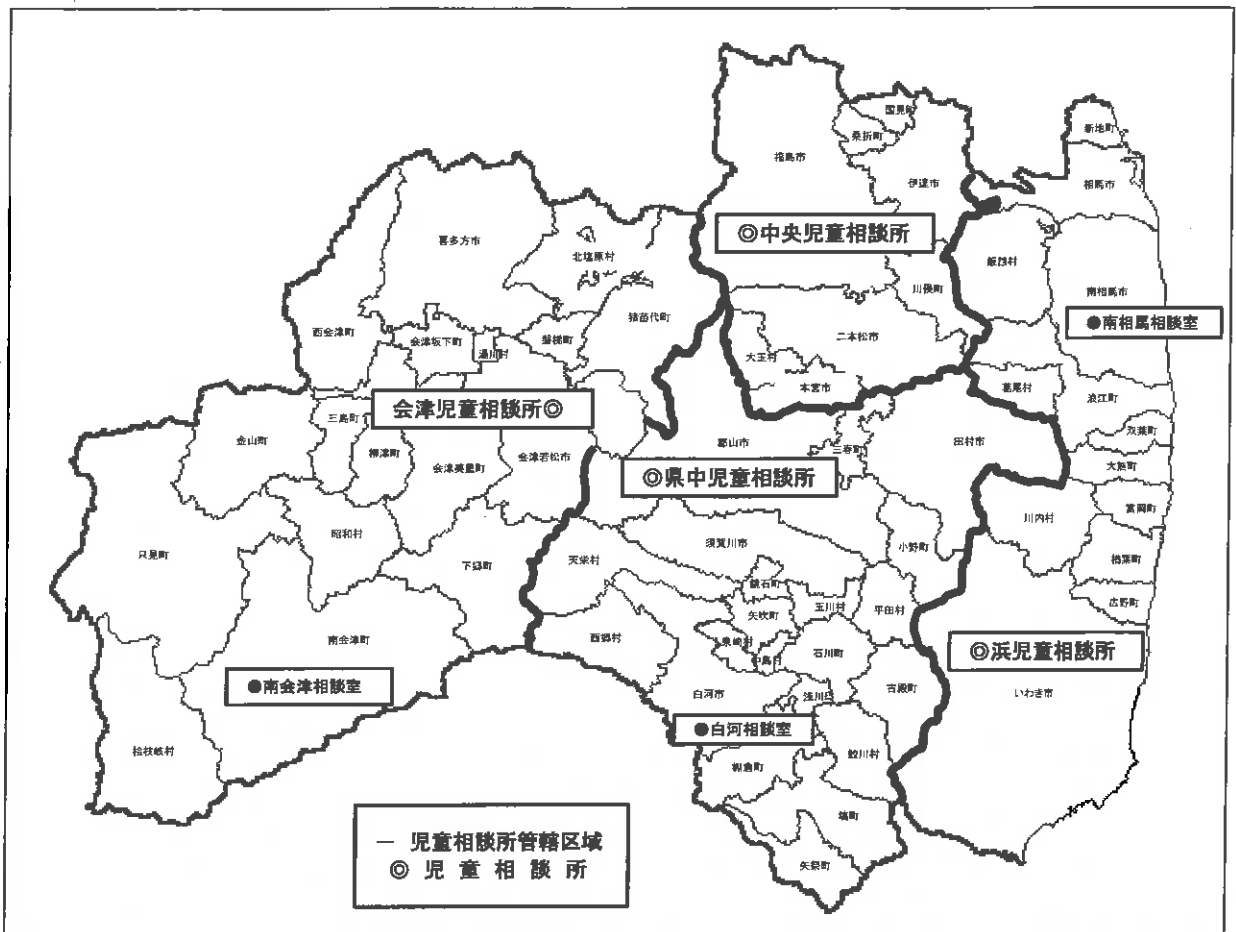 国見町
桑折町
新地町
福島市
伊達市
相馬市
◎中央児童相談所
喜多方市
北塩原村
飯舘村
川俣町
南相馬市
猪苗代町
●南相馬相談室
西会津町
会津坂下町
湯川村
磐梯町
二本松市
大玉村
本宮市
葛尾村
浪江町
会津児童相談所◎
双葉町
三島町
金山町
柳津町
会津美里町
会津若松市
郡山市
三春町
田村市
大熊町
◎県中児童相談所
富岡町
川内村
只見町
昭和村
須賀川市
小野町
楢葉町
下郷町
天栄村
鏡石町
広野町
矢吹町
玉川村
平田村
南会津町
西郷村
泉崎村
中島村
石川町
◎浜児童相談所
●南会津相談室
白河市
浅川町
古殿町
いわき市
●白河相談室
檜枝岐村
棚倉町
鮫川村
塙町
矢祭町
― 児童相談所管轄区域
◎ 児童相談所